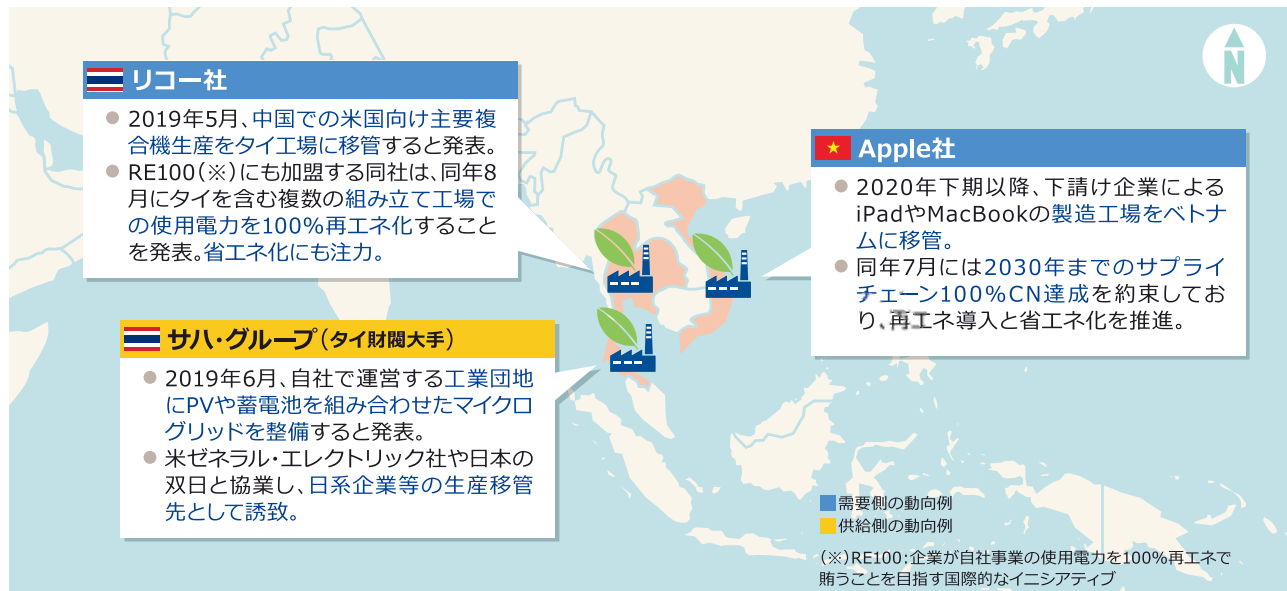 リコー社
● 2019年5月、中国での米国向け主要複
合機生産をタイ工場に移管すると発表。
● RE100(※)にも加盟する同社は、同年8
月にタイを含む複数の組み立て工場で
の使用電力を100%再エネ化すること
を発表。省エネ化にも注力。
サハ・グループ(タイ財閥大手)
● 2019年6月、自社で運営する工業団地
にPVや蓄電池を組み合わせたマイクロ
グリッドを整備すると発表。
● 米ゼネラル・エレクトリック社や日本の
双日と協業し、日系企業等の生産移管
先として誘致。
N
Apple社
● 2020年下期以降、下請け企業による
iPadやMacBookの製造工場をベトナ
ムに移管。
● 同年7月には2030年までのサプライ
チェーン100%CN達成を約束してお
り、再エネ導入と省エネ化を推進。
需要側の動向例
供給側の動向例
(※)RE100:企業が自社事業の使用電力を100%再エネで
賄うことを目指す国際的なイニシアティブ